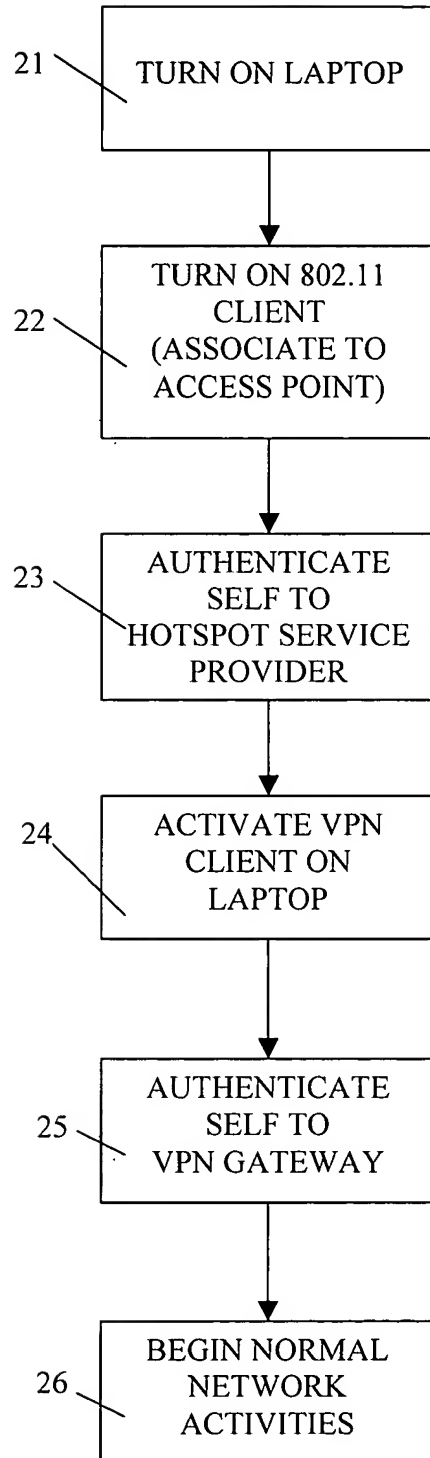 21
TURN ON LAPTOP
22
TURN ON 802.11
CLIENT
(ASSOCIATE TO
ACCESS POINT)
23
AUTHENTICATE
SELF TO
HOTSPOT SERVICE
PROVIDER
24
ACTIVATE VPN
CLIENT ON
LAPTOP
25
AUTHENTICATE
SELF TO
VPN GATEWAY
26
BEGIN NORMAL
NETWORK
ACTIVITIES